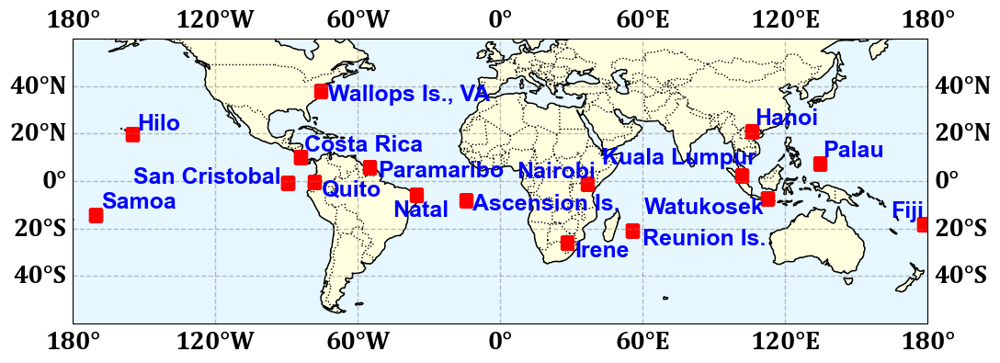 180° 120°W 60°W 0° 60°E 120°E 180°
40°N Wallops Is., VA 40°N
Hilo Hanoi
20°N 20°N
Costa Rica Palau
Kuala Lumpur
San Cristobal Paramaribo Nairobi
0° 0°
Quito
Samoa Natal Ascension Is. Watukosek Fiji
20°S 20°S
Irene Reunion Is.
40°S 40°S
180° 120°W 60°W 0° 60°E 120°E 180°